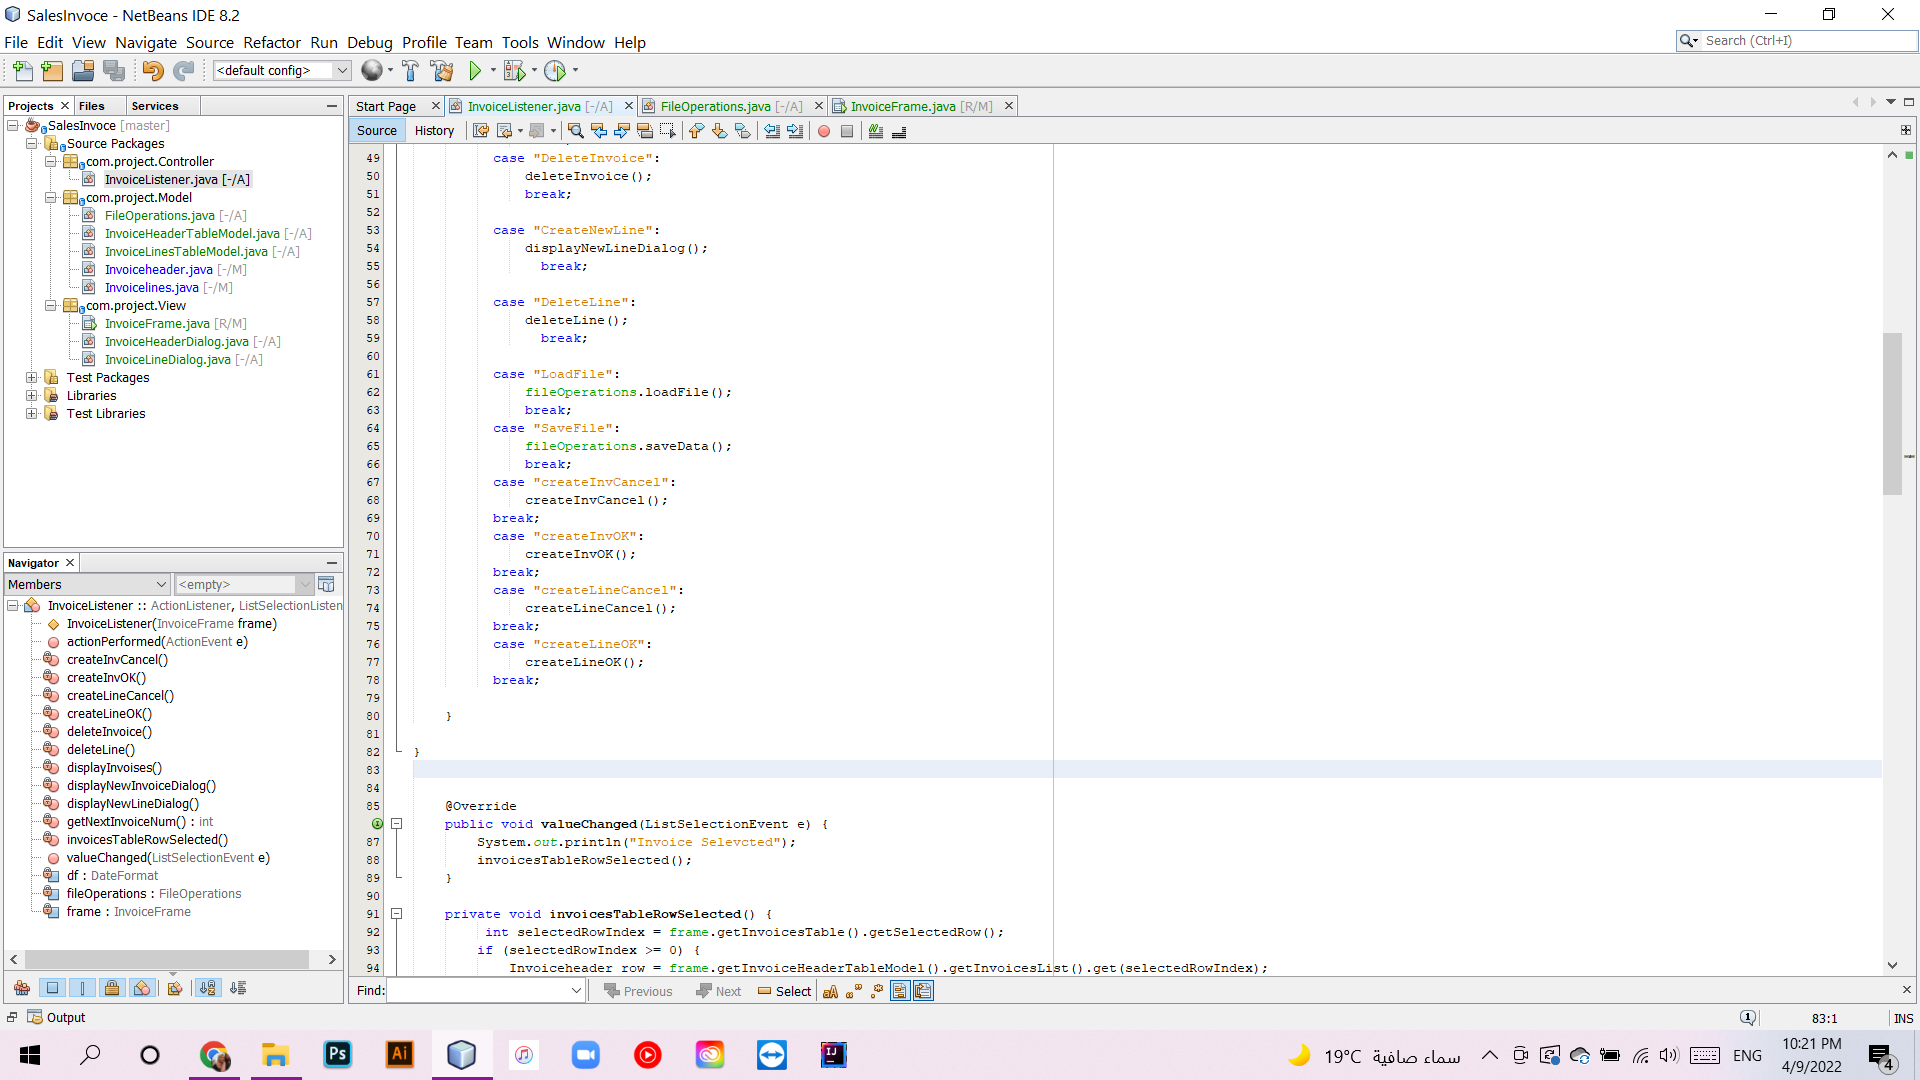 SalesInvoce - NetBeans IDE 8.2
File Edit View Navigate Source Refactor Run Debug Profile Team Tools Window Help
Search (Ctrl+I)
<default config>
Projects Files Services
SalesInvoce [master]
Source Packages
com.project.Controller
InvoiceListener.java [-/A]
com.project.Model
FileOperations.java [-/A]
InvoiceHeaderTableModel.java [-/A]
InvoiceLinesTableModel.java [-/A]
Invoiceheader.java [-/M]
Invoicelines.java [-/M]
com.project.View
InvoiceFrame.java [R/M]
InvoiceHeaderDialog.java [-/A]
InvoiceLineDialog.java [-/A]
Test Packages
Libraries
Test Libraries
Navigator
Members <empty>
InvoiceListener :: ActionListener, ListSelectionListen
InvoiceListener(InvoiceFrame frame)
actionPerformed(ActionEvent e)
createInvCancel()
createInvOK()
createLineCancel()
createLineOK()
deleteInvoice()
deleteLine()
displayInvoises()
displayNewInvoiceDialog()
displayNewLineDialog()
getNextInvoiceNum() : int
invoicesTableRowSelected()
valueChanged(ListSelectionEvent e)
df : DateFormat
fileOperations : FileOperations
frame : InvoiceFrame
Start Page InvoiceListener.java [-/A] FileOperations.java [-/A] InvoiceFrame.java [R/M]
Source History
49 case "DeleteInvoice":
50 deleteInvoice();
51 break;
52
53 case "CreateNewLine":
54 displayNewLineDialog();
55 break;
56
57 case "DeleteLine":
58 deleteLine();
59 break;
60
61 case "LoadFile":
62 fileOperations.loadFile();
63 break;
64 case "SaveFile":
65 fileOperations.saveData();
66 break;
67 case "createInvCancel":
68 createInvCancel();
69 break;
70 case "createInvOK":
71 createInvOK();
72 break;
73 case "createLineCancel":
74 createLineCancel();
75 break;
76 case "createLineOK":
77 createLineOK();
78 break;
79
80 }
81
82 }
83
84
85 @Override
public void valueChanged(ListSelectionEvent e) {
87 System.out.println("Invoice Selevcted");
88 invoicesTableRowSelected();
89 }
90
91 private void invoicesTableRowSelected() {
92 int selectedRowIndex = frame.getInvoicesTable().getSelectedRow();
93 if (selectedRowIndex >= 0) {
94 Invoiceheader row = frame.getInvoiceHeaderTableModel().getInvoicesList().get(selectedRowIndex);
Find: Previous Next Select
Output
1 83:1 INS
Ps Ai IJ
19°C سماء صافية ENG 10:21 PM
4/9/2022
4